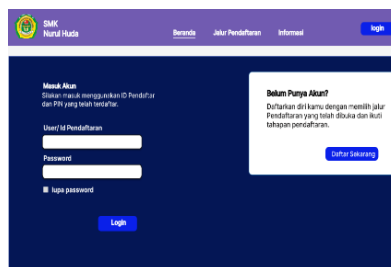 SMK
Nurul Huda
Beranda
Jalur Pendaftaran
Informasi
login
Masuk Akun
Silakan masuk menggunakan ID Pendaftar
dan PIN yang telah terdaftar.
User/ Id Pendaftaran
Password
lupa password
Login
Belum Punya Akun?
Daftarkan diri kamu dengan memilih jalur
Pendaftaran yang telah dibuka dan ikuti
tahapan pendaftaran.
Daftar Sekarang